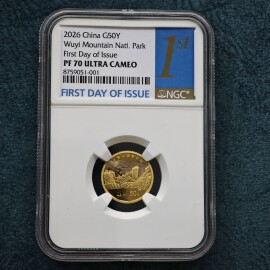 2026 China G50Y
Wuyi Mountain Natl. Park
First Day of Issue
PF 70 ULTRA CAMEO
8759051-001
1ST
NGC
FIRST DAY OF ISSUE